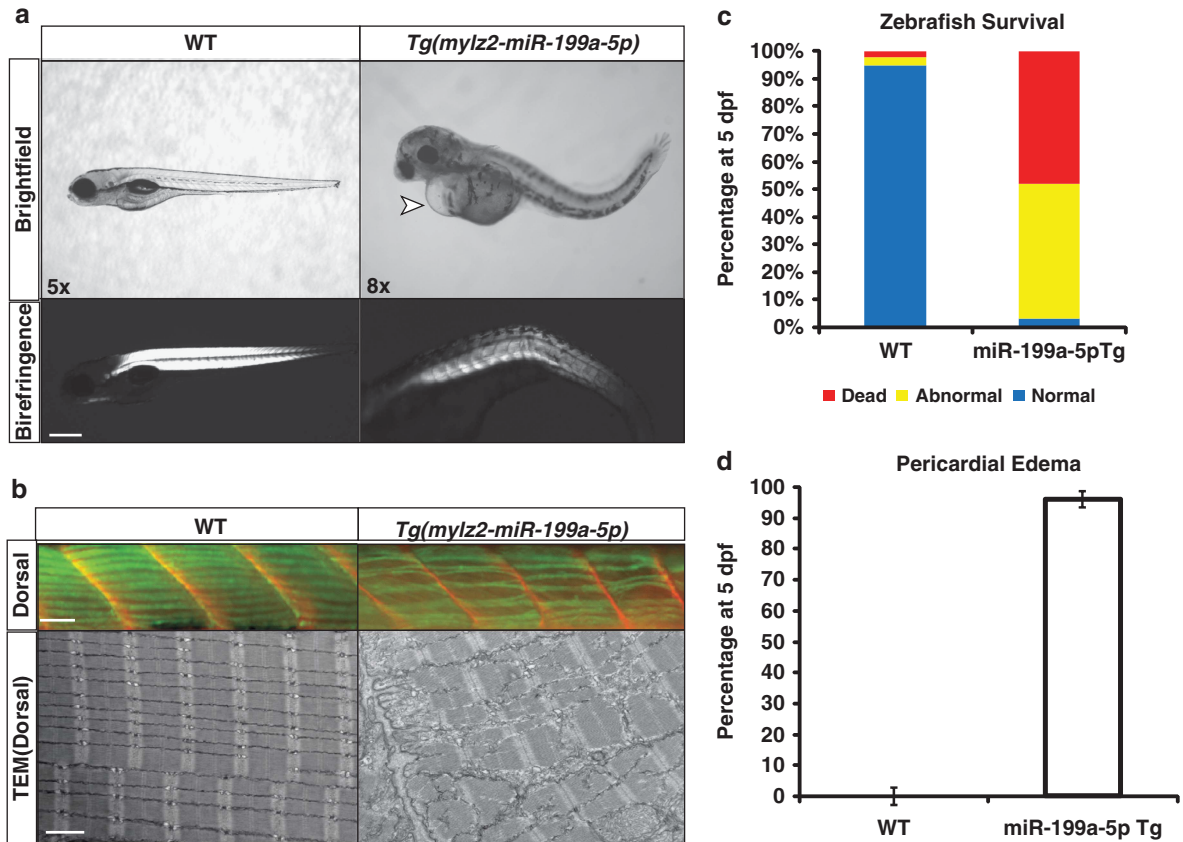 a
WT
Tg(mylz2-miR-199a-5p)
Brightfield
5x
8x
Birefringence
b
WT
Tg(mylz2-miR-199a-5p)
Dorsal
TEM(Dorsal)
c
Zebrafish Survival
Percentage at 5 dpf
100%
90%
80%
70%
60%
50%
40%
30%
20%
10%
0%
WT
miR-199a-5pTg
Dead
Abnormal
Normal
d
Pericardial Edema
Percentage at 5 dpf
100
90
80
70
60
50
40
30
20
10
0
WT
miR-199a-5p Tg